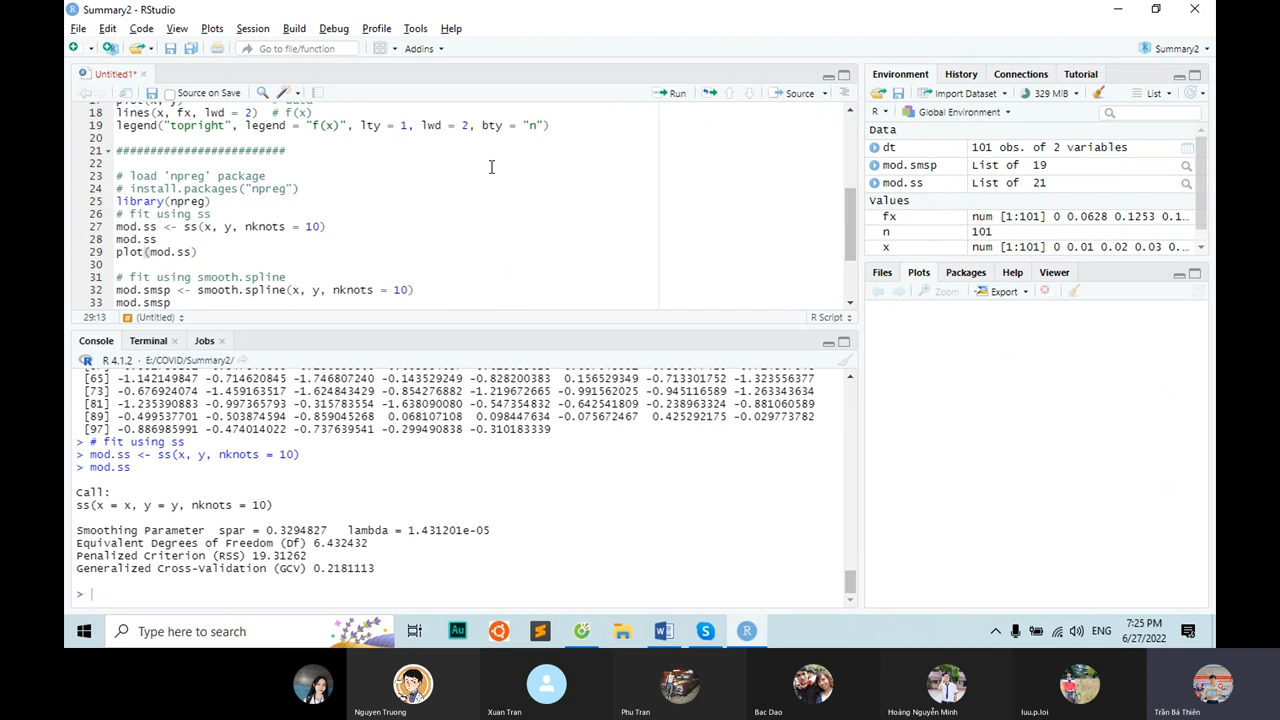 Summary2 - RStudio
File Edit Code View Plots Session Build Debug Profile Tools Help
Go to file/function Addins Summary2
Untitled1*
Source on Save Run Source
18 lines(x, fx, lwd = 2) # f(x)
19 legend("topright", legend = "f(x)", lty = 1, lwd = 2, bty = "n")
20
21 #########################
22
23 # load 'npreg' package
24 # install.packages("npreg")
25 library(npreg)
26 # fit using ss
27 mod.ss <- ss(x, y, nknots = 10)
28 mod.ss
29 plot(mod.ss)
30
31 # fit using smooth.spline
32 mod.smsp <- smooth.spline(x, y, nknots = 10)
33 mod.smsp
29:13 (Untitled) R Script
Console Terminal Jobs
R 4.1.2 . E:/COVID/Summary2/
[65] -1.142149847 -0.714620845 -1.746807240 -0.143529249 -0.828200383 0.156529349 -0.713301752 -1.323556377
[73] -0.676924074 -1.459163517 -1.624843429 -0.854276882 -1.219672665 -0.991562025 -0.945116589 -1.263343634
[81] -1.235390883 -0.997365793 -0.315783554 -1.638090080 -0.547354832 -0.642541809 -0.238963324 -0.881060589
[89] -0.499537701 -0.503874594 -0.859045268 0.068107108 0.098447634 -0.075672467 0.425292175 -0.029773782
[97] -0.886985991 -0.474014022 -0.737639541 -0.299490838 -0.310183339
> # fit using ss
> mod.ss <- ss(x, y, nknots = 10)
> mod.ss
Call:
ss(x = x, y = y, nknots = 10)
Smoothing Parameter spar = 0.3294827 lambda = 1.431201e-05
Equivalent Degrees of Freedom (Df) 6.432432
Penalized Criterion (RSS) 19.31262
Generalized Cross-Validation (GCV) 0.2181113
>
Environment History Connections Tutorial
Import Dataset 329 MiB List
R Global Environment
Data
dt 101 obs. of 2 variables
mod.smsp List of 19
mod.ss List of 21
Values
fx num [1:101] 0 0.0628 0.1253 0.1...
n 101
x num [1:101] 0 0.01 0.02 0.03 0....
Files Plots Packages Help Viewer
Zoom Export
Type here to search Au ENG 7:25 PM
6/27/2022
Nguyen Truong Xuan Tran Phu Tran Bac Dao Hoàng Nguyễn Minh luu.p.loi Trần Bá Thiên